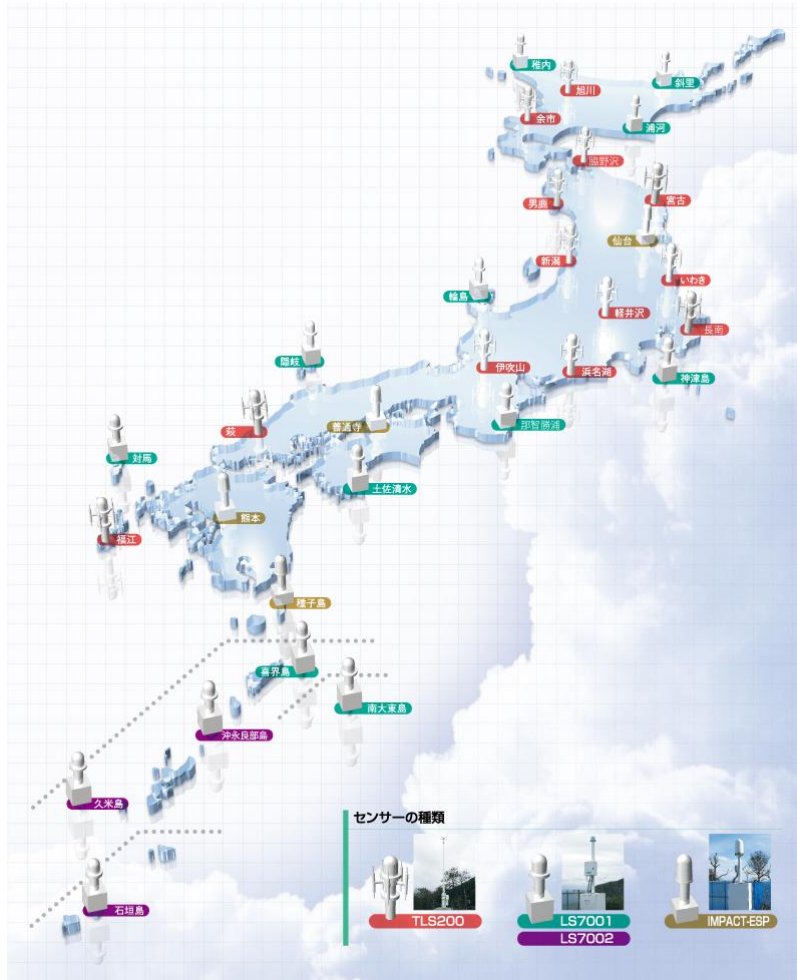 稚内
旭川
斜里
余市
浦河
脇野沢
男鹿
宮古
仙台
新潟
いわき
輪島
軽井沢
長南
隠岐
伊吹山
浜名湖
神津島
萩
善通寺
那智勝浦
対馬
土佐清水
熊本
福江
種子島
喜界島
南大東島
沖永良部島
久米島
石垣島
センサーの種類
TLS200
LS7001
LS7002
IMPACT-ESP